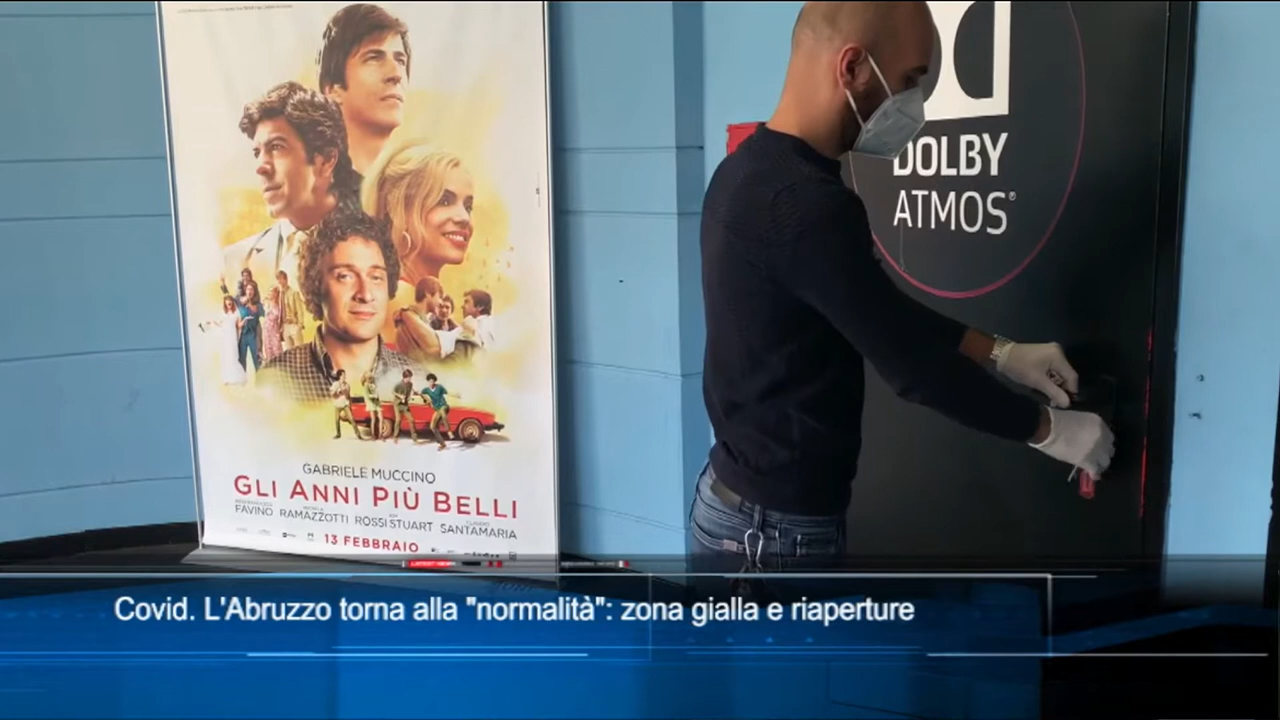 DOLBY
ATMOS®
GABRIELE MUCCINO
GLI ANNI PIÙ BELLI
FAVINO RAMAZZOTTI ROSSI STUART SANTAMARIA
13 FEBBRAIO
Covid. L'Abruzzo torna alla "normalità": zona gialla e riaperture